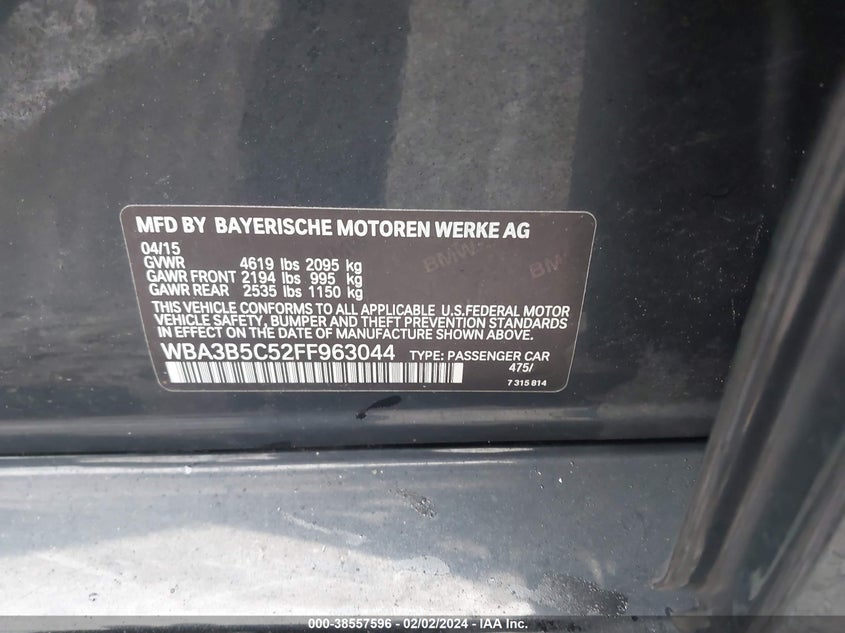 MFD BY BAYERISCHE MOTOREN WERKE AG
04/15
GVWR 4619 lbs 2095 kg
GAWR FRONT 2194 lbs 995 kg
GAWR REAR 2535 lbs 1150 kg
THIS VEHICLE CONFORMS TO ALL APPLICABLE U.S.FEDERAL MOTOR
VEHICLE SAFETY, BUMPER AND THEFT PREVENTION STANDARDS
IN EFFECT ON THE DATE OF MANUFACTURE SHOWN ABOVE.
WBA3B5C52FF963044 TYPE: PASSENGER CAR
475/
7 315 814
BMW
BMW
000-38557596 - 02/02/2024 - IAA Inc.